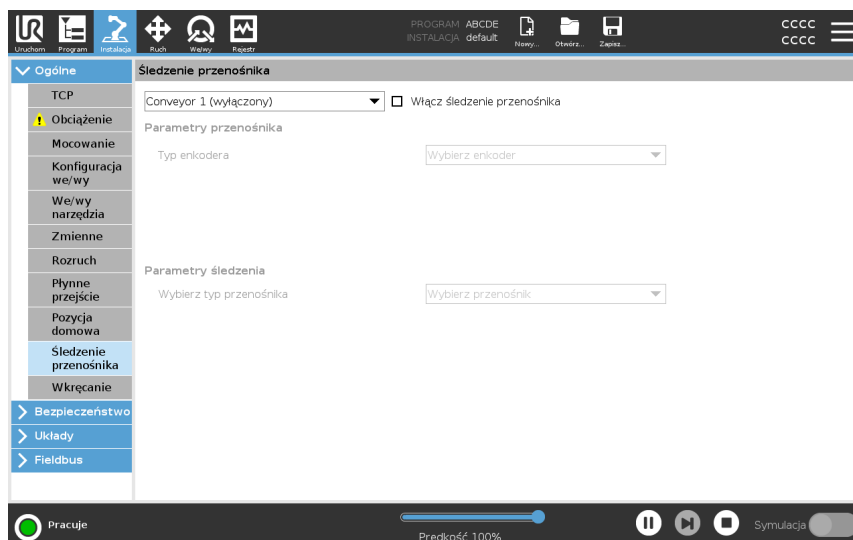 UR
PROGRAM ABCDE
INSTALACJA default
CCCC
CCCC
Uruchom Program Instalacja Ruch We/wy Rejestr Nowy... Otwórz... Zapisz...
Ogólne
Śledzenie przenośnika
TCP
Conveyor 1 (wyłączony) Włącz śledzenie przenośnika
Obciążenie
Parametry przenośnika
Mocowanie
Typ enkodera Wybierz enkoder
Konfiguracja
we/wy
We/wy
narzędzia
Zmienne
Rozruch
Parametry śledzenia
Płynne
przejście
Wybierz typ przenośnika Wybierz przenośnik
Pozycja
domowa
Śledzenie
przenośnika
Wkręcanie
Bezpieczeństwo
Układy
Fieldbus
Pracuje
Prędkość 100%
Symulacja